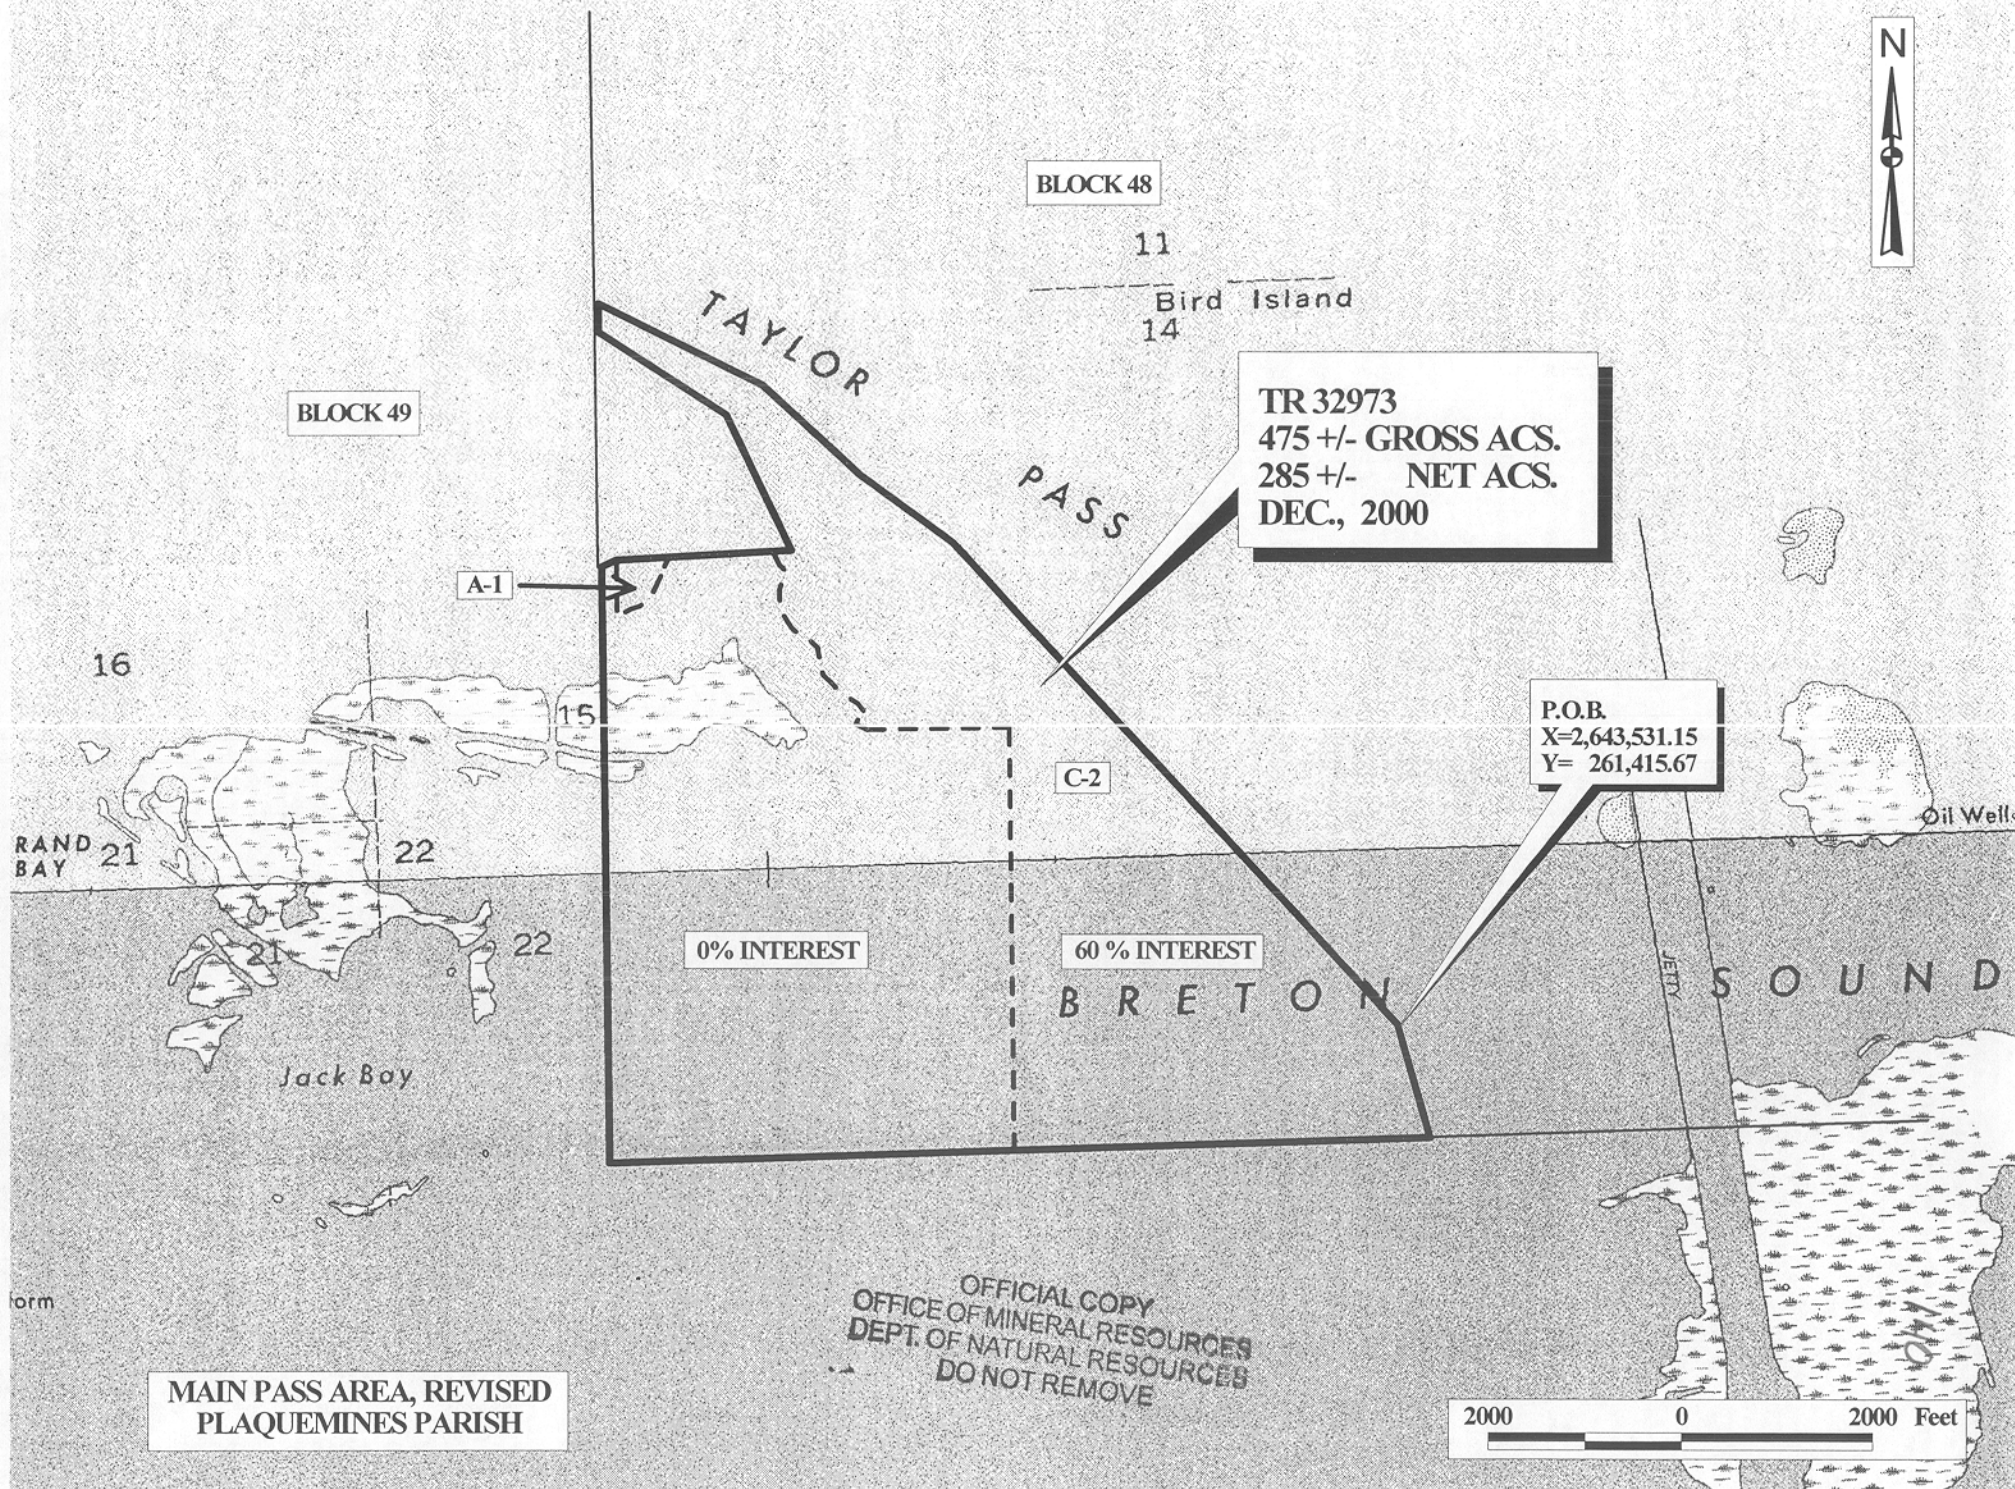 N
BLOCK 48
11
Bird Island
14
TAYLOR
PASS
BLOCK 49
TR 32973
475 +/- GROSS ACS.
285 +/- NET ACS.
DEC., 2000
A-1
16
15
P.O.B.
X=2,643,531.15
Y= 261,415.67
C-2
Oil Well
RAND
BAY
21
22
0% INTEREST
60 % INTEREST
21
22
BRETON
SOUND
JETTY
Jack Bay
orm
OFFICIAL COPY
OFFICE OF MINERAL RESOURCES
DEPT. OF NATURAL RESOURCES
DO NOT REMOVE
MAIN PASS AREA, REVISED
PLAQUEMINES PARISH
2000 0 2000 Feet